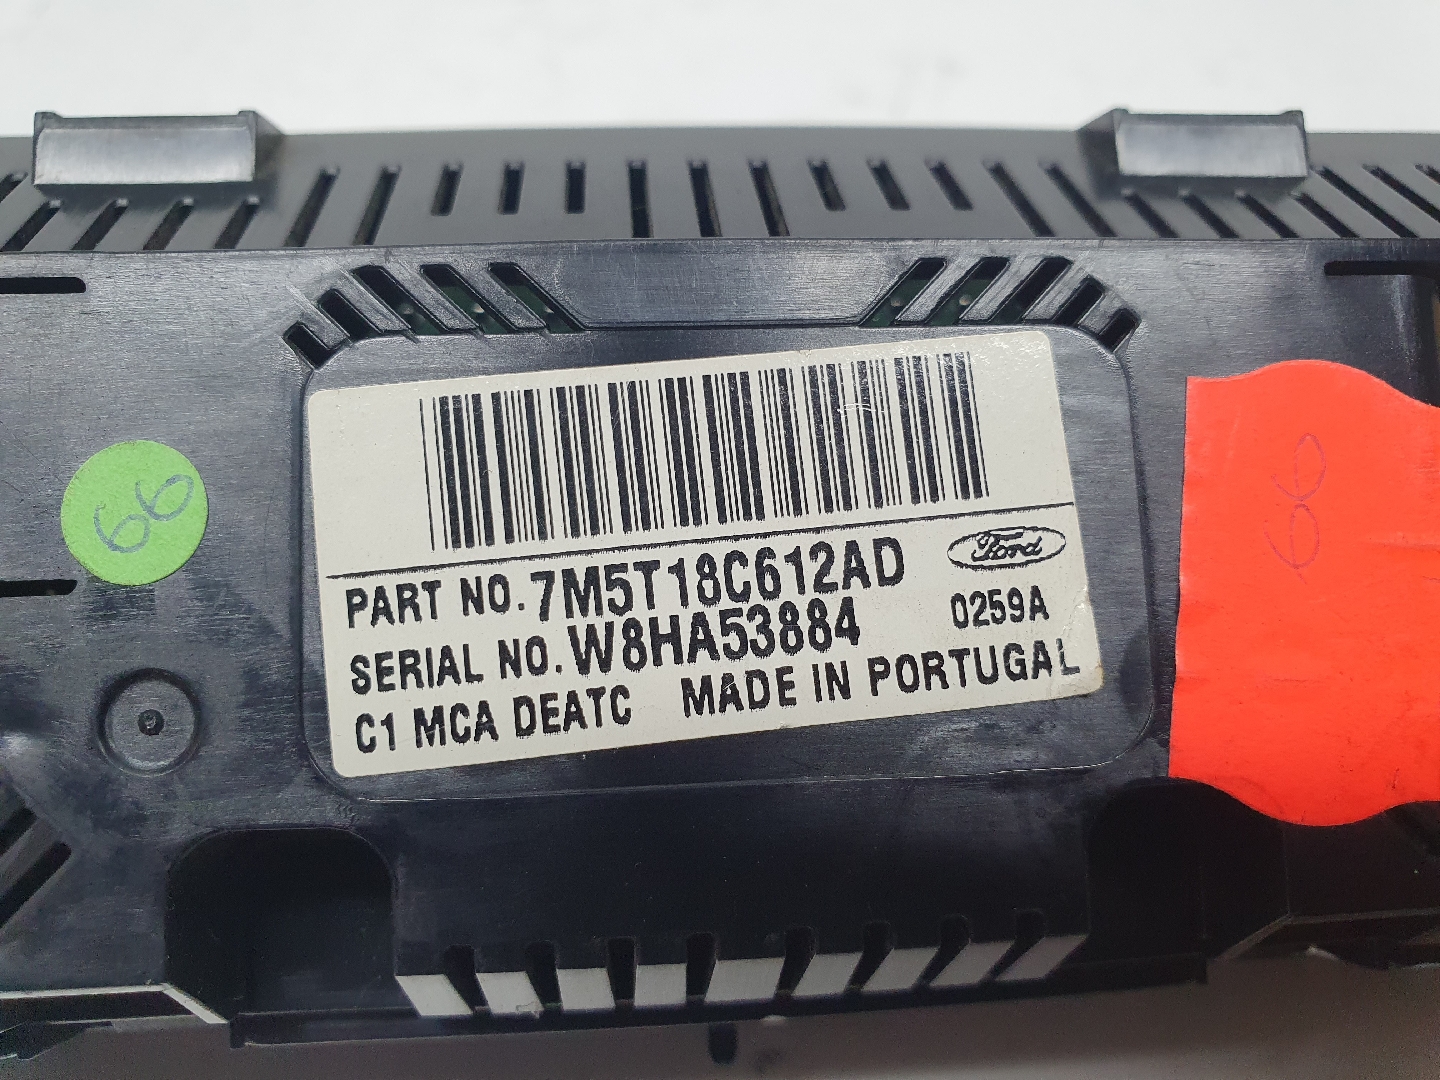 66
PART NO. 7M5T18C612AD Ford
SERIAL NO. W8HA53884 0259A
C1 MCA DEATC MADE IN PORTUGAL
66